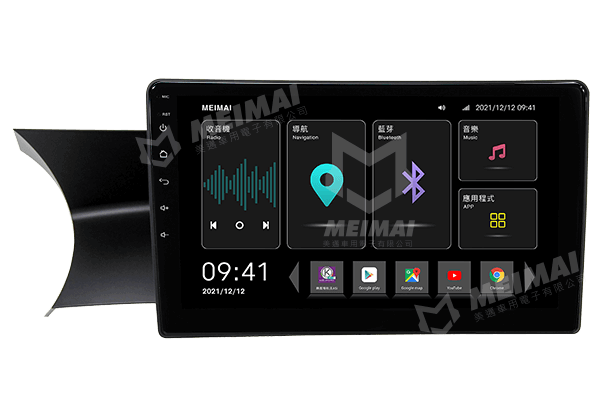 MIC
MEIMAI
2021/12/12 09:41
RST
收音機
Radio
導航
Navigation
藍芽
Bluetooth
音樂
Music
應用程式
APP
09:41
2021/12/12
Google play
Google map
YouTube
Chrome
MEIMAI
美邁車用電子有限公司
MEIMAI
美邁車用電子有限公司
MEIMAI
美邁車用電子有限公司